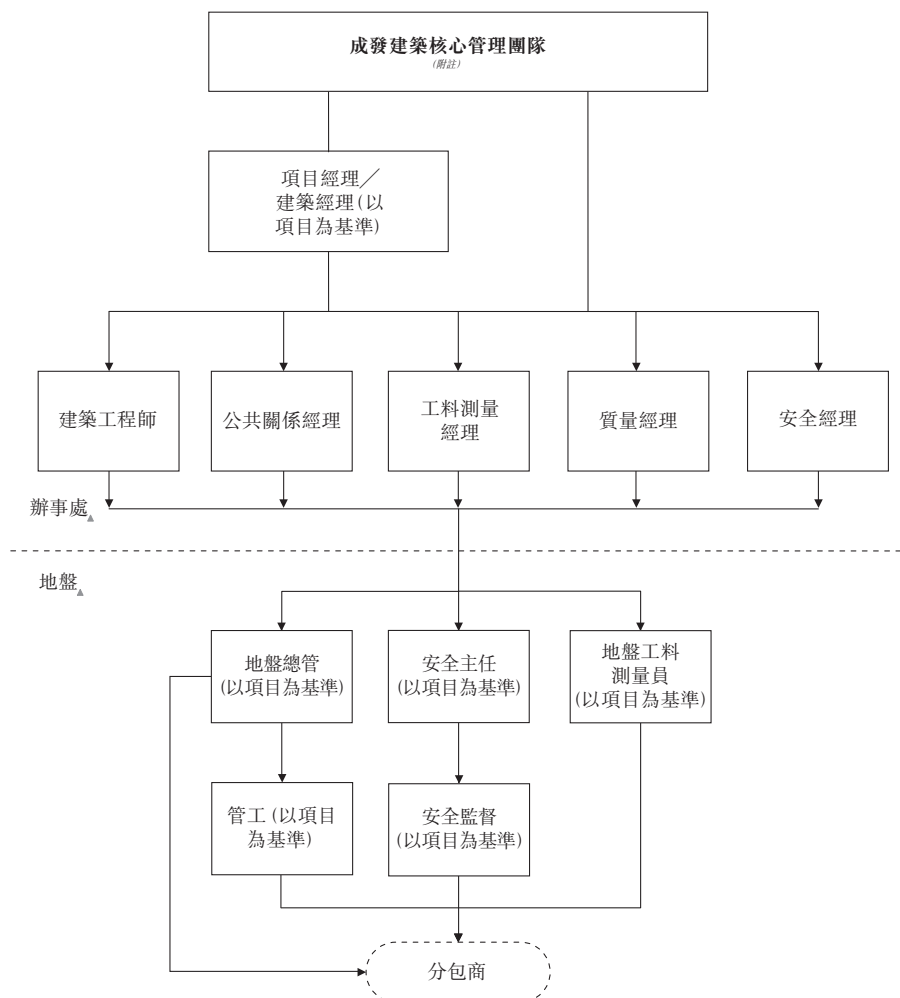 成發建築核心管理團隊
(附註)
項目經理／
建築經理(以
項目為基準)
建築工程師
公共關係經理
工料測量
經理
質量經理
安全經理
辦事處
地盤
地盤總管
(以項目為基準)
安全主任
(以項目為基準)
地盤工料
測量員
(以項目為基準)
管工(以項目
為基準)
安全監督
(以項目為基準)
分包商